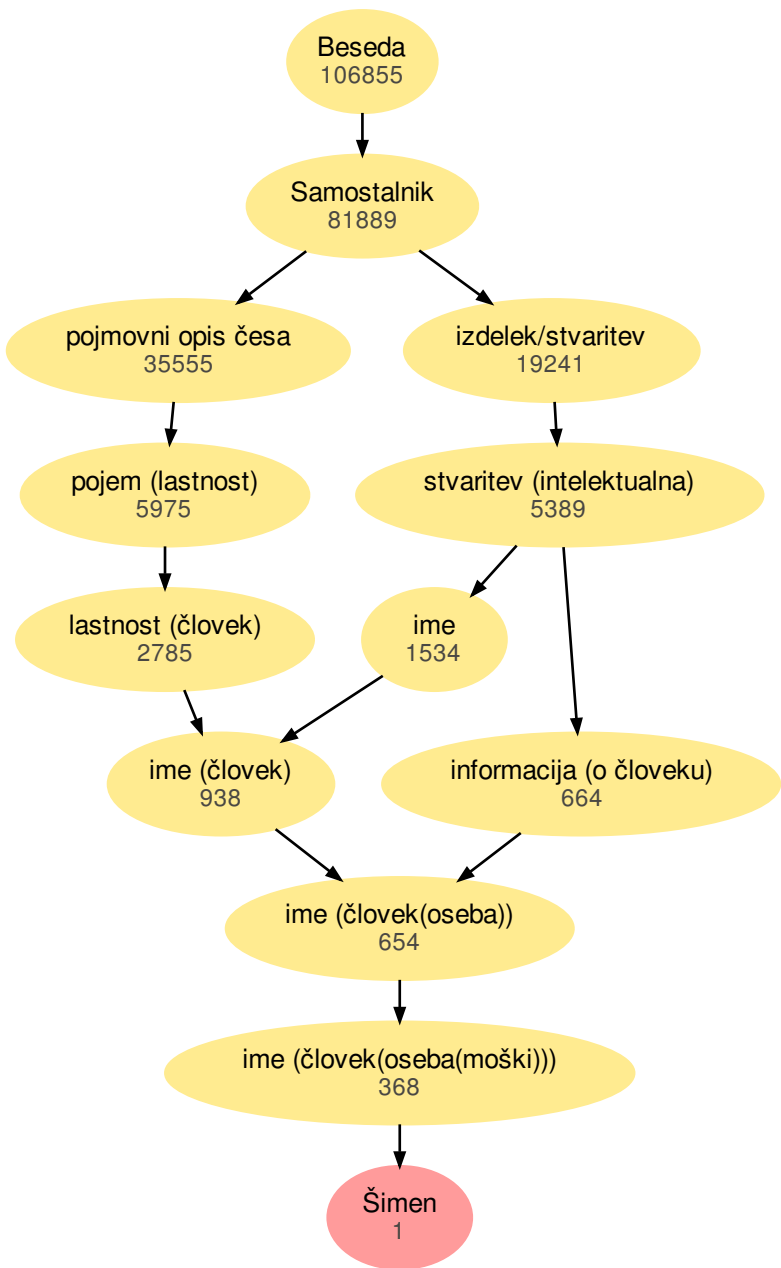 Beseda
106855
Samostalnik
81889
pojmovni opis česa
35555
izdelek/stvaritev
19241
pojem (lastnost)
5975
stvaritev (intelektualna)
5389
lastnost (človek)
2785
ime
1534
ime (človek)
938
informacija (o človeku)
664
ime (človek(oseba))
654
ime (človek(oseba(moški)))
368
Šimen
1